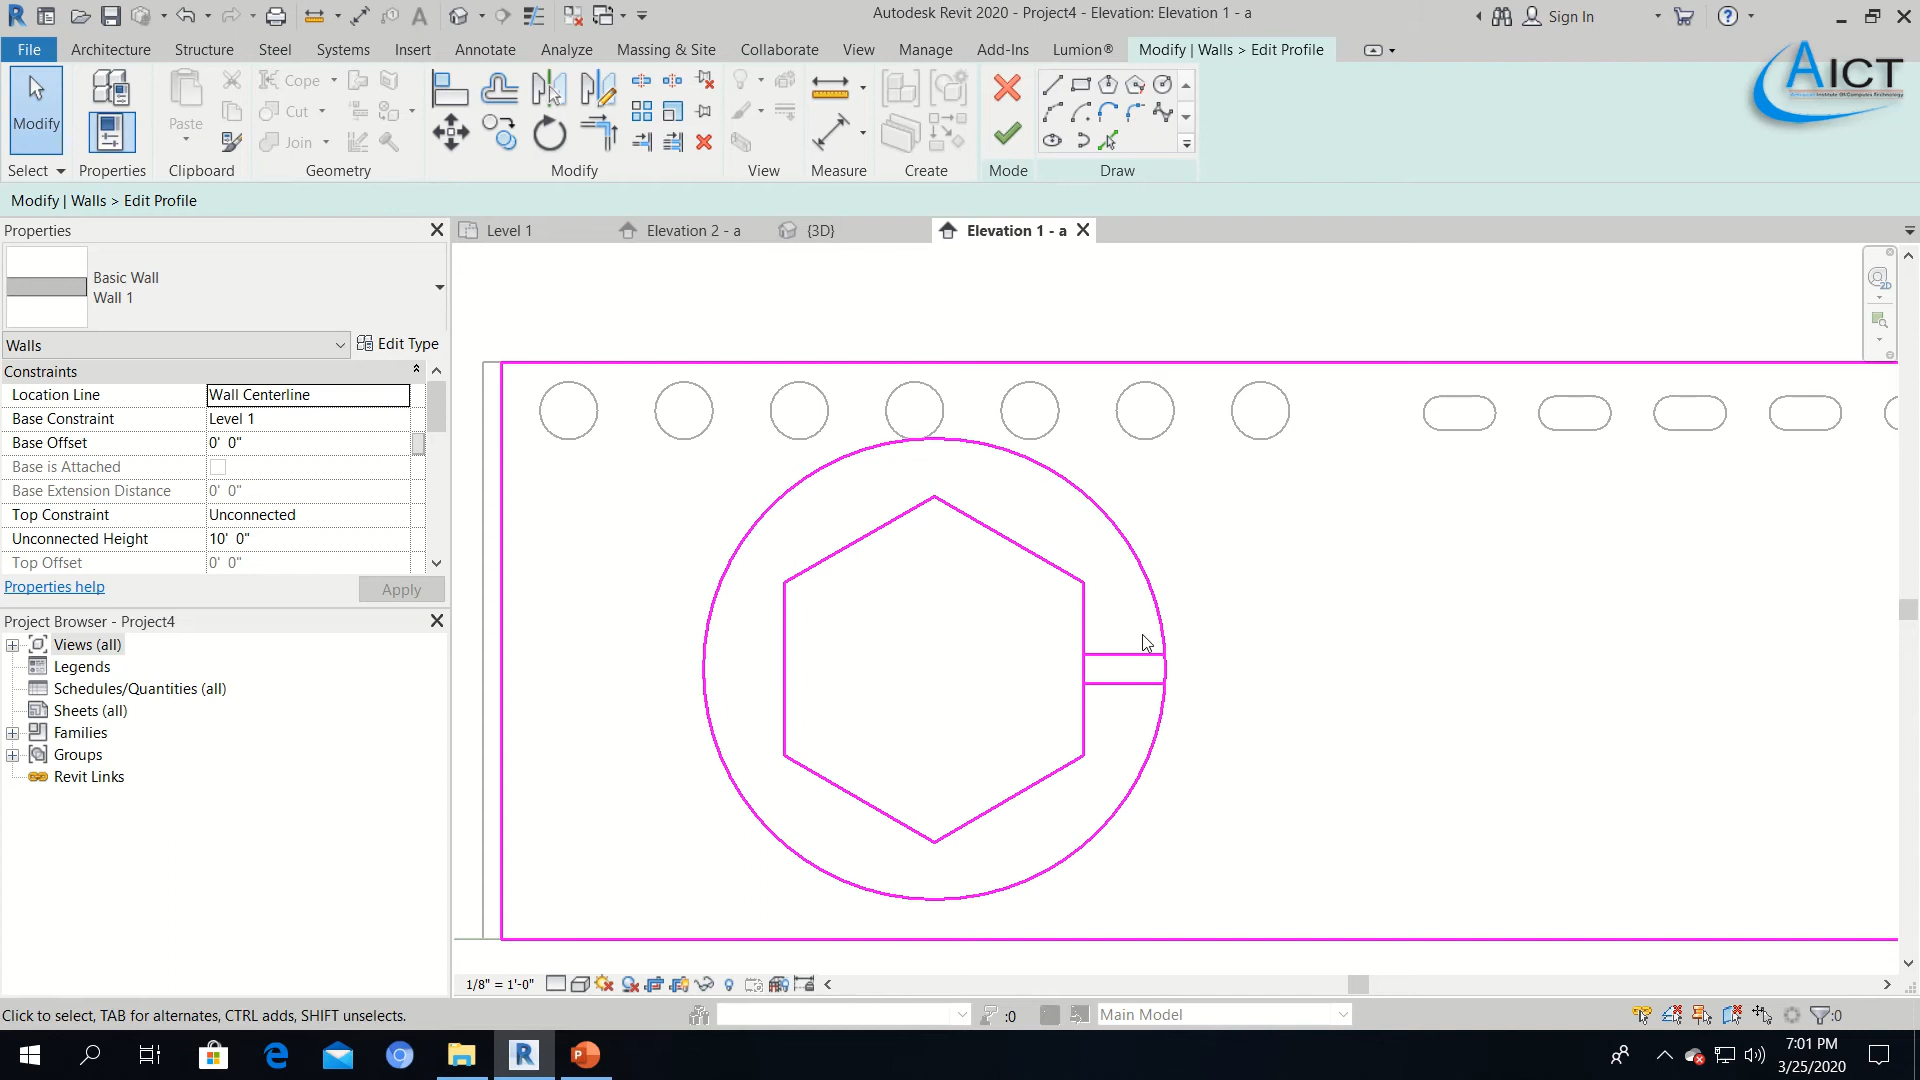 Autodesk Revit 2020 - Project4 - Elevation: Elevation 1 - a
Sign In
File
Architecture
Structure
Steel
Systems
Insert
Annotate
Analyze
Massing & Site
Collaborate
View
Manage
Add-Ins
Lumion®
Modify | Walls > Edit Profile
Modify
Paste
Cope
Cut
Join
Select
Properties
Clipboard
Geometry
Modify
View
Measure
Create
Mode
Draw
AICT
Modify | Walls > Edit Profile
Properties
Basic Wall
Wall 1
Walls
Edit Type
Constraints
Location Line Wall Centerline
Base Constraint Level 1
Base Offset 0' 0"
Base is Attached
Base Extension Distance 0' 0"
Top Constraint Unconnected
Unconnected Height 10' 0"
Top Offset 0' 0"
Properties help
Apply
Project Browser - Project4
Views (all)
Legends
Schedules/Quantities (all)
Sheets (all)
Families
Groups
Revit Links
Level 1
Elevation 2 - a
{3D}
Elevation 1 - a
2D
1/8" = 1'-0"
Click to select, TAB for alternates, CTRL adds, SHIFT unselects.
:0
Main Model
:0
7:01 PM
3/25/2020